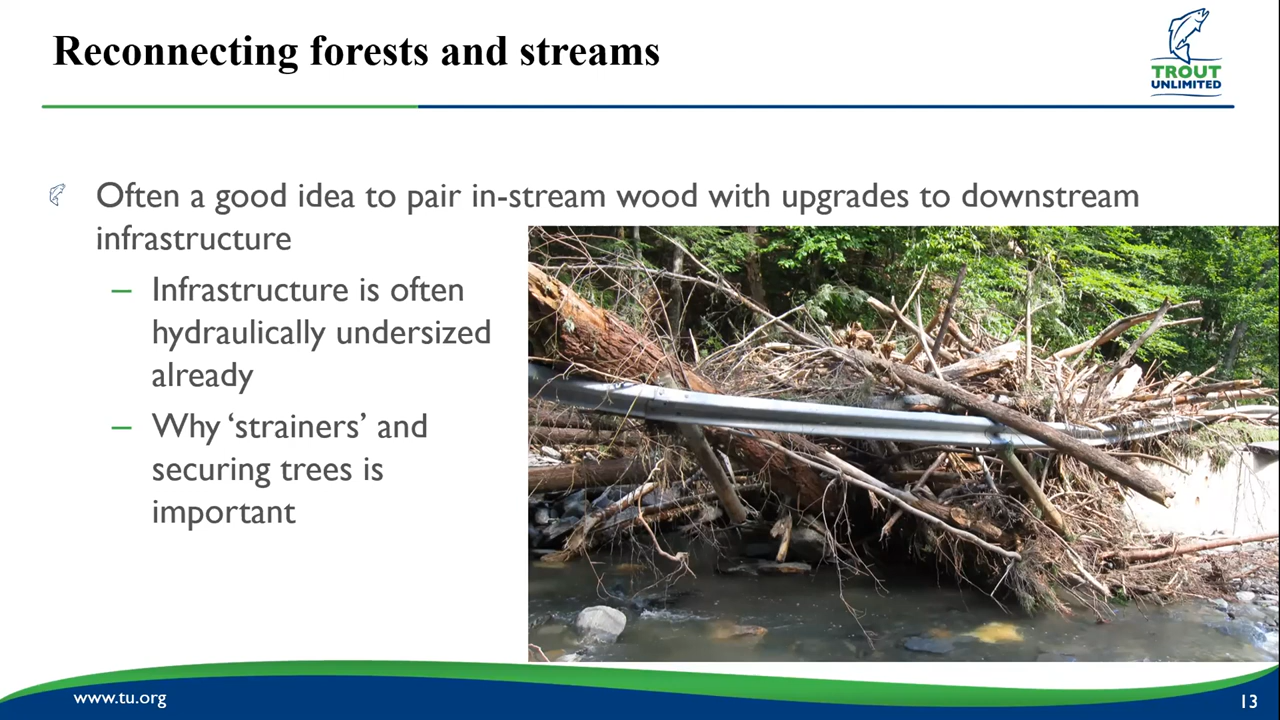 Reconnecting forests and streams
TROUT
UNLIMITED
Often a good idea to pair in-stream wood with upgrades to downstream
infrastructure
– Infrastructure is often
hydraulically undersized
already
– Why ‘strainers’ and
securing trees is
important
www.tu.org
13